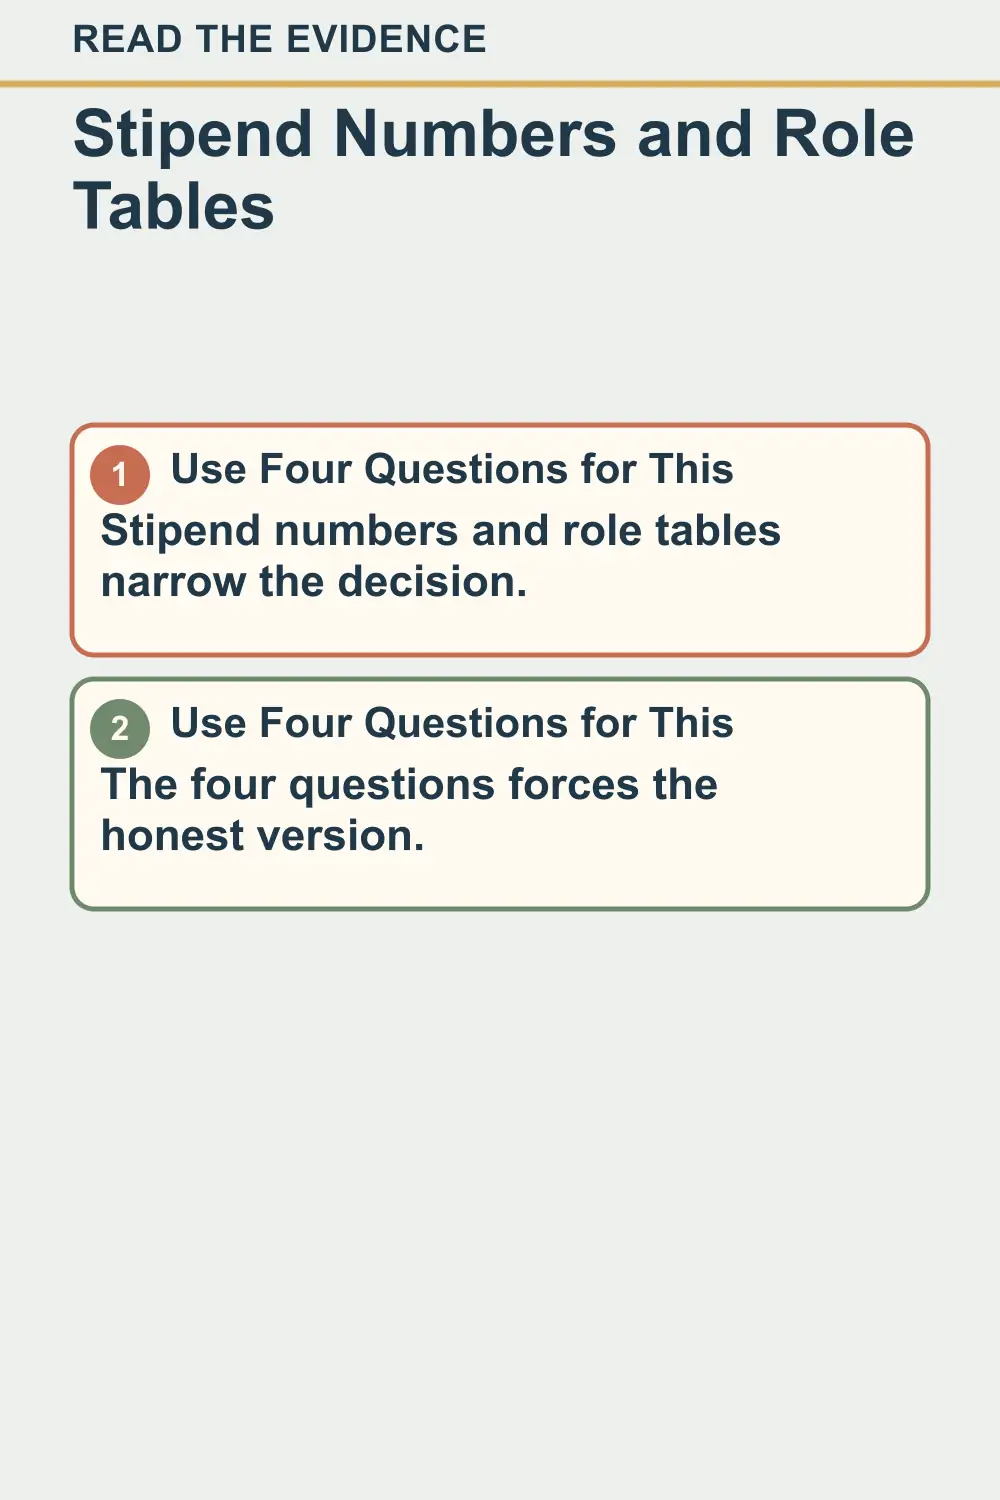 READ THE EVIDENCE
Stipend Numbers and Role
Tables
1 Use Four Questions for This
Stipend numbers and role tables
narrow the decision.
2 Use Four Questions for This
The four questions forces the
honest version.